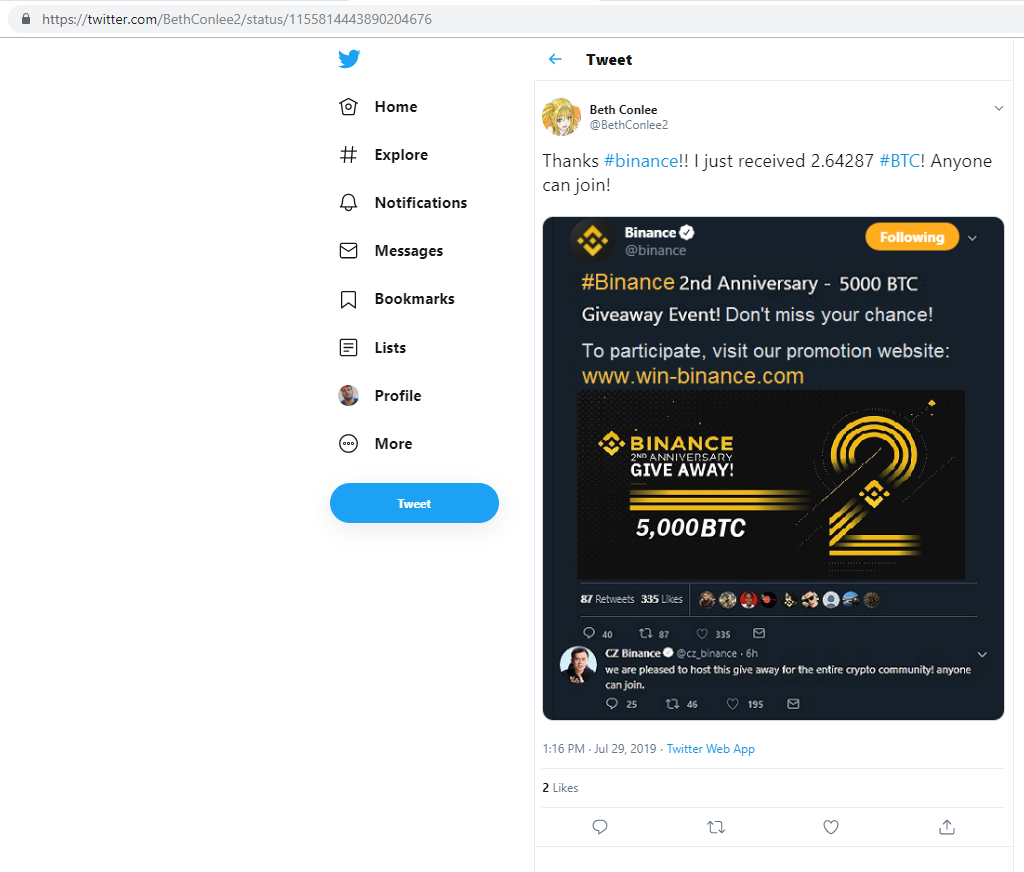 https://twitter.com/BethConlee2/status/1155814443890204676
Tweet
Home
Explore
Notifications
Messages
Bookmarks
Lists
Profile
More
Tweet
Beth Conlee
@BethConlee2
Thanks #binance!! I just received 2.64287 #BTC! Anyone
can join!
Binance
@binance
Following
#Binance 2nd Anniversary - 5000 BTC
Giveaway Event! Don't miss your chance!
To participate, visit our promotion website:
www.win-binance.com
BINANCE
2ND ANNIVERSARY
GIVE AWAY!
5,000 BTC
2
87 Retweets 335 Likes
40 87 335
CZ Binance @cz_binance · 6h
we are pleased to host this give away for the entire crypto community! anyone
can join.
25 46 195
1:16 PM · Jul 29, 2019 · Twitter Web App
2 Likes